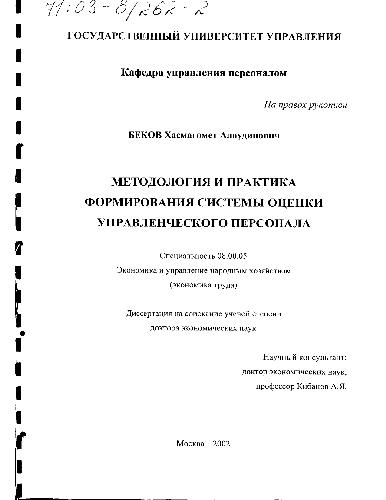 71:03-8/262-2
ГОСУДАРСТВЕННЫЙ УНИВЕРСИТЕТ УПРАВЛЕНИЯ
Кафедра управления персоналом
На правах рукописи
БЕКОВ Хасмагомет Алаудинович
МЕТОДОЛОГИЯ И ПРАКТИКА
ФОРМИРОВАНИЯ СИСТЕМЫ ОЦЕНКИ
УПРАВЛЕНЧЕСКОГО ПЕРСОНАЛА
Специальность 08.00.05
Экономика и управление народным хозяйством
(экономика труда)
Диссертация на соискание ученой степени
доктора экономических наук
Научный консультант:
доктор экономических наук,
профессор Кибанов А.Я.
Москва 2002